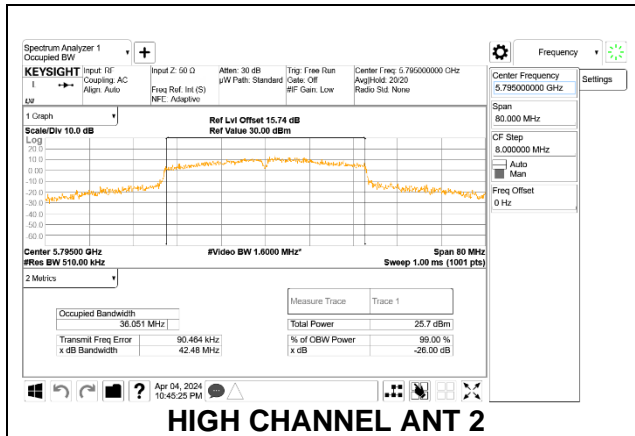 Spectrum Analyzer 1
Occupied BW
+
Frequency
KEYSIGHT
Input: RF
Coupling: AC
Align: Auto
Input Z: 50 Ω
Freq Ref: Int (S)
NFE: Adaptive
Atten: 30 dB
µW Path: Standard
Trig: Free Run
Gate: Off
#IF Gain: Low
Center Freq: 5.795000000 GHz
Avg|Hold: 20/20
Radio Std: None
Center Frequency
5.795000000 GHz
Settings
Span
80.000 MHz
CF Step
8.000000 MHz
Auto
Man
Freq Offset
0 Hz
1 Graph
Scale/Div 10.0 dB
Ref Lvl Offset 15.74 dB
Ref Value 30.00 dBm
Log
20.0
10.0
0.00
-10.0
-20.0
-30.0
-40.0
-50.0
-60.0
Center 5.79500 GHz
#Res BW 510.00 kHz
#Video BW 1.6000 MHz*
Span 80 MHz
Sweep 1.00 ms (1001 pts)
2 Metrics
Measure Trace
Trace 1
Occupied Bandwidth
36.051 MHz
Total Power
25.7 dBm
Transmit Freq Error
90.464 kHz
% of OBW Power
99.00 %
x dB Bandwidth
42.48 MHz
x dB
-26.00 dB
?
Apr 04, 2024
10:45:25 PM
HIGH CHANNEL ANT 2